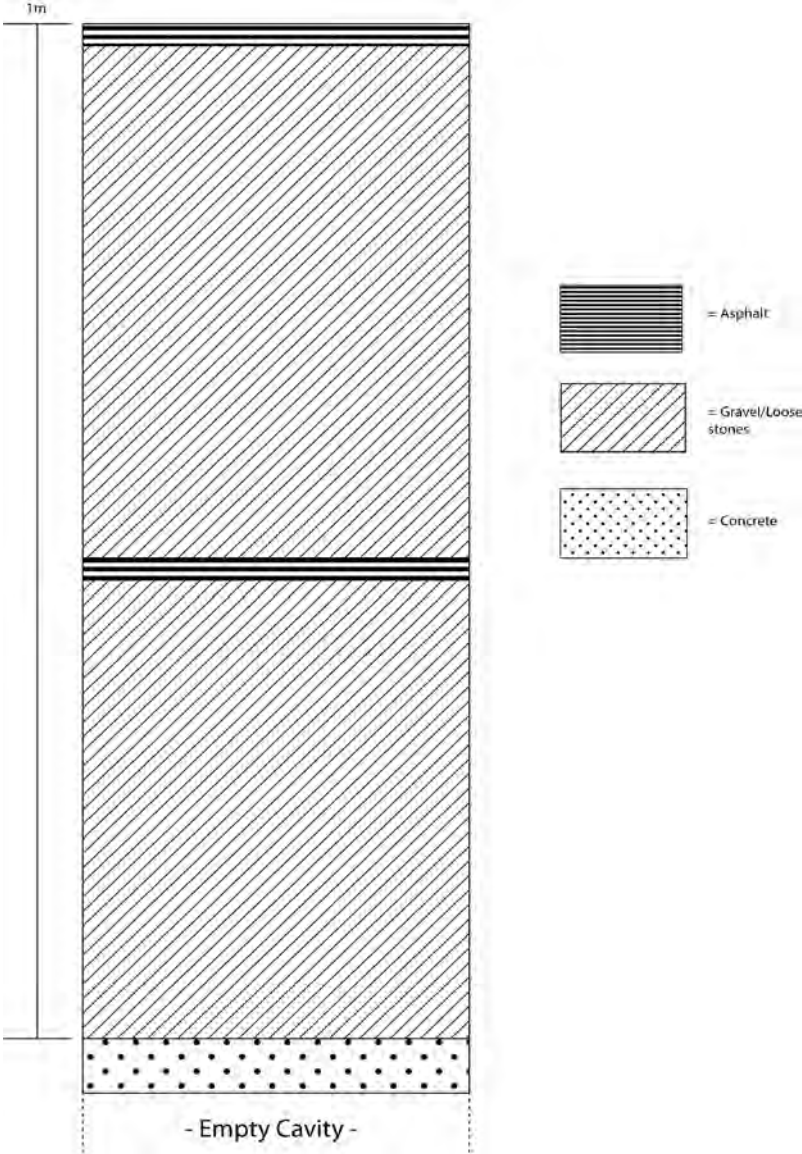 1m
= Asphalt
= Gravel/Loose
stones
= Concrete
- Empty Cavity -